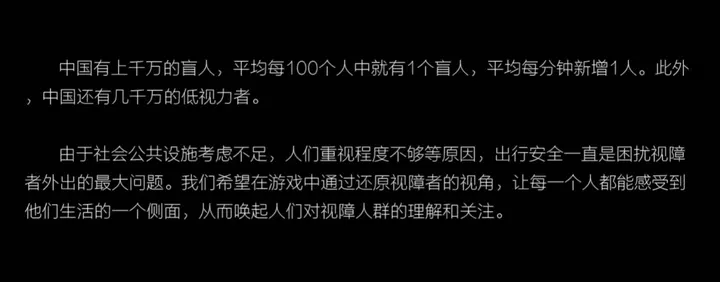 中国有上千万的盲人，平均每100个人中就有1个盲人，平均每分钟新增1人。此外
，中国还有几千万的低视力者。
由于社会公共设施考虑不足，人们重视程度不够等原因，出行安全一直是困扰视障
者外出的最大问题。我们希望在游戏中通过还原视障者的视角，让每一个人都能感受到
他们生活的一个侧面，从而唤起人们对视障人群的理解和关注。